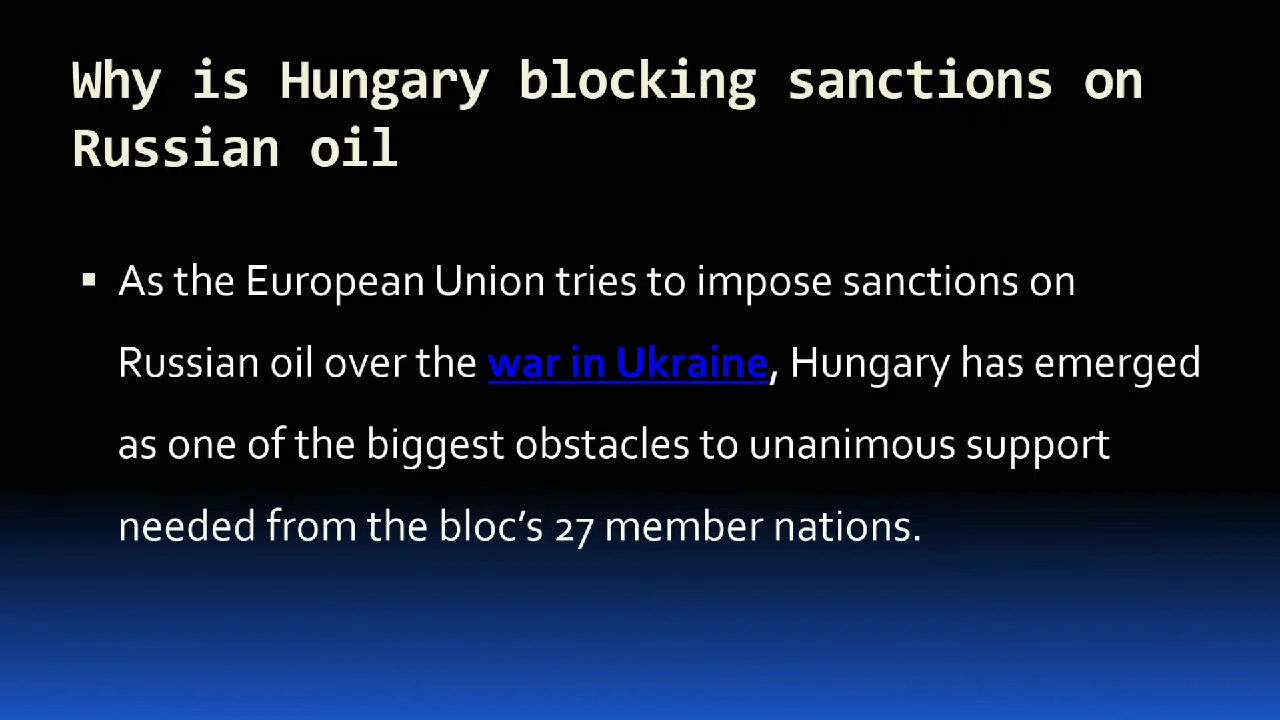 Why is Hungary blocking sanctions on
Russian oil
▪ As the European Union tries to impose sanctions on
Russian oil over the war in Ukraine, Hungary has emerged
as one of the biggest obstacles to unanimous support
needed from the bloc’s 27 member nations.